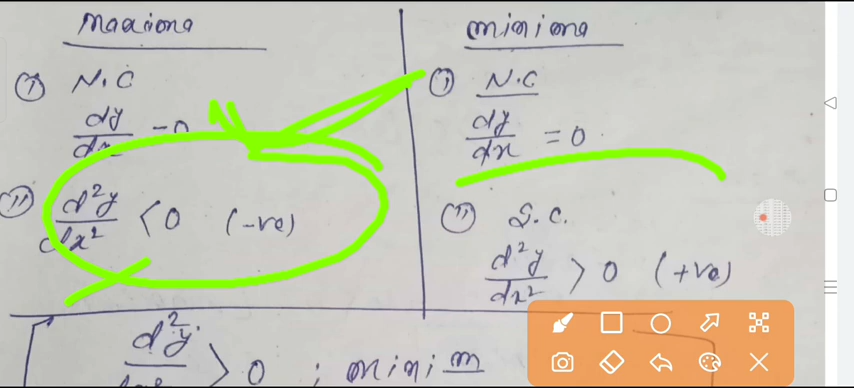 Maxima
(I) N.C
dy/dx = 0
(II) d²y/dx² < 0 (-ve)
minima
(I) N.C
dy/dx = 0
(II) S.C.
d²y/dx² > 0 (+ve)
d²y/dx² > 0 ; minim